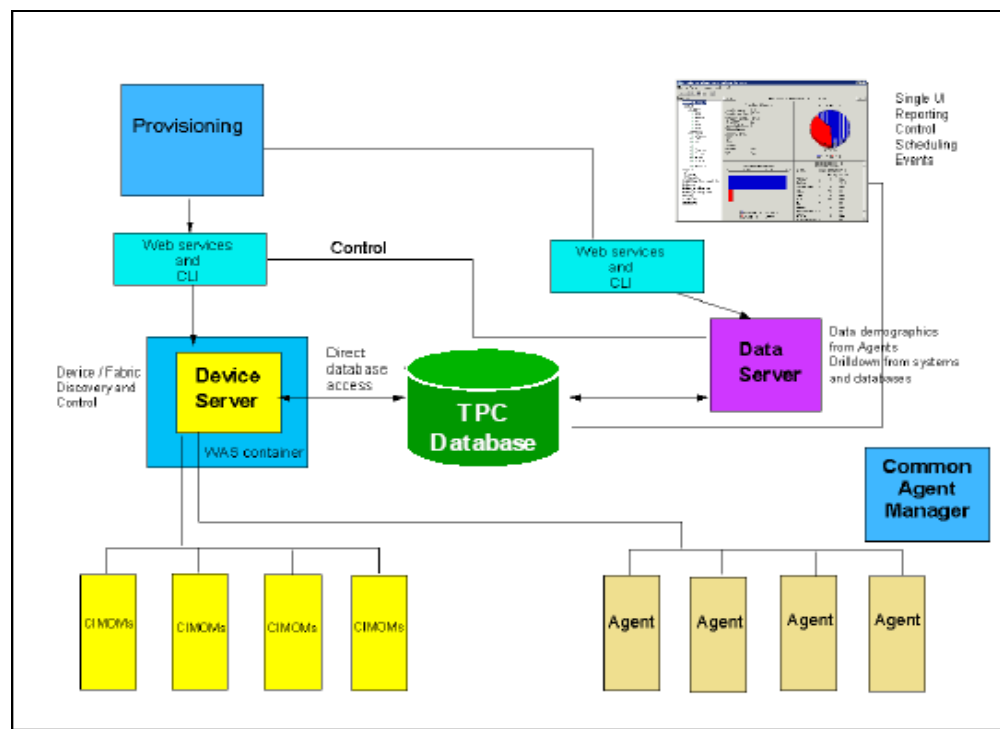 Provisioning
Single UI
Reporting
Control
Scheduling
Events
Web services
and
CLI
Control
Web services
and
CLI
Device / Fabric
Discovery and
Control
Device
Server
WAS container
Direct
database
access
TPC
Database
Data
Server
Data demographics
from Agents
Drilldown from systems
and databases
Common
Agent
Manager
CIMOMs
CIMOMs
CIMOMs
CIMOMs
Agent
Agent
Agent
Agent